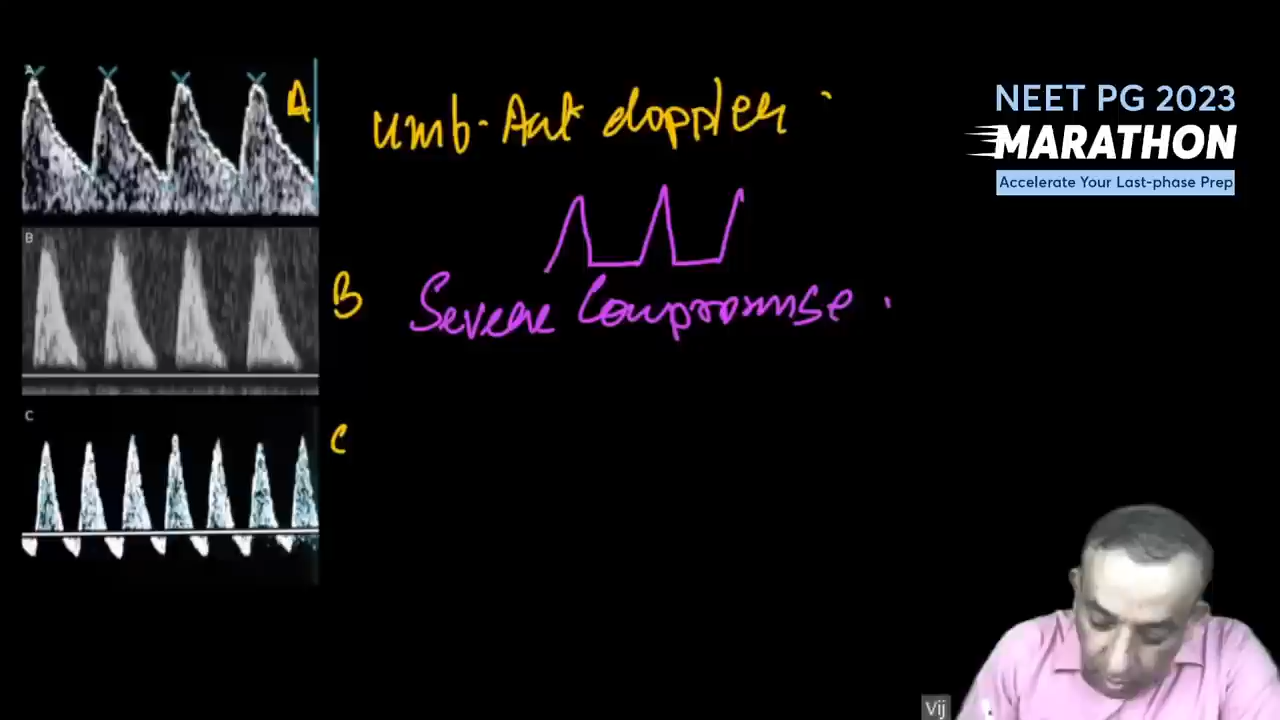 A
A
umb. Art doppler.
NEET PG 2023
MARATHON
Accelerate Your Last-phase Prep
B
B
Severe Compromise.
C
C
Vij